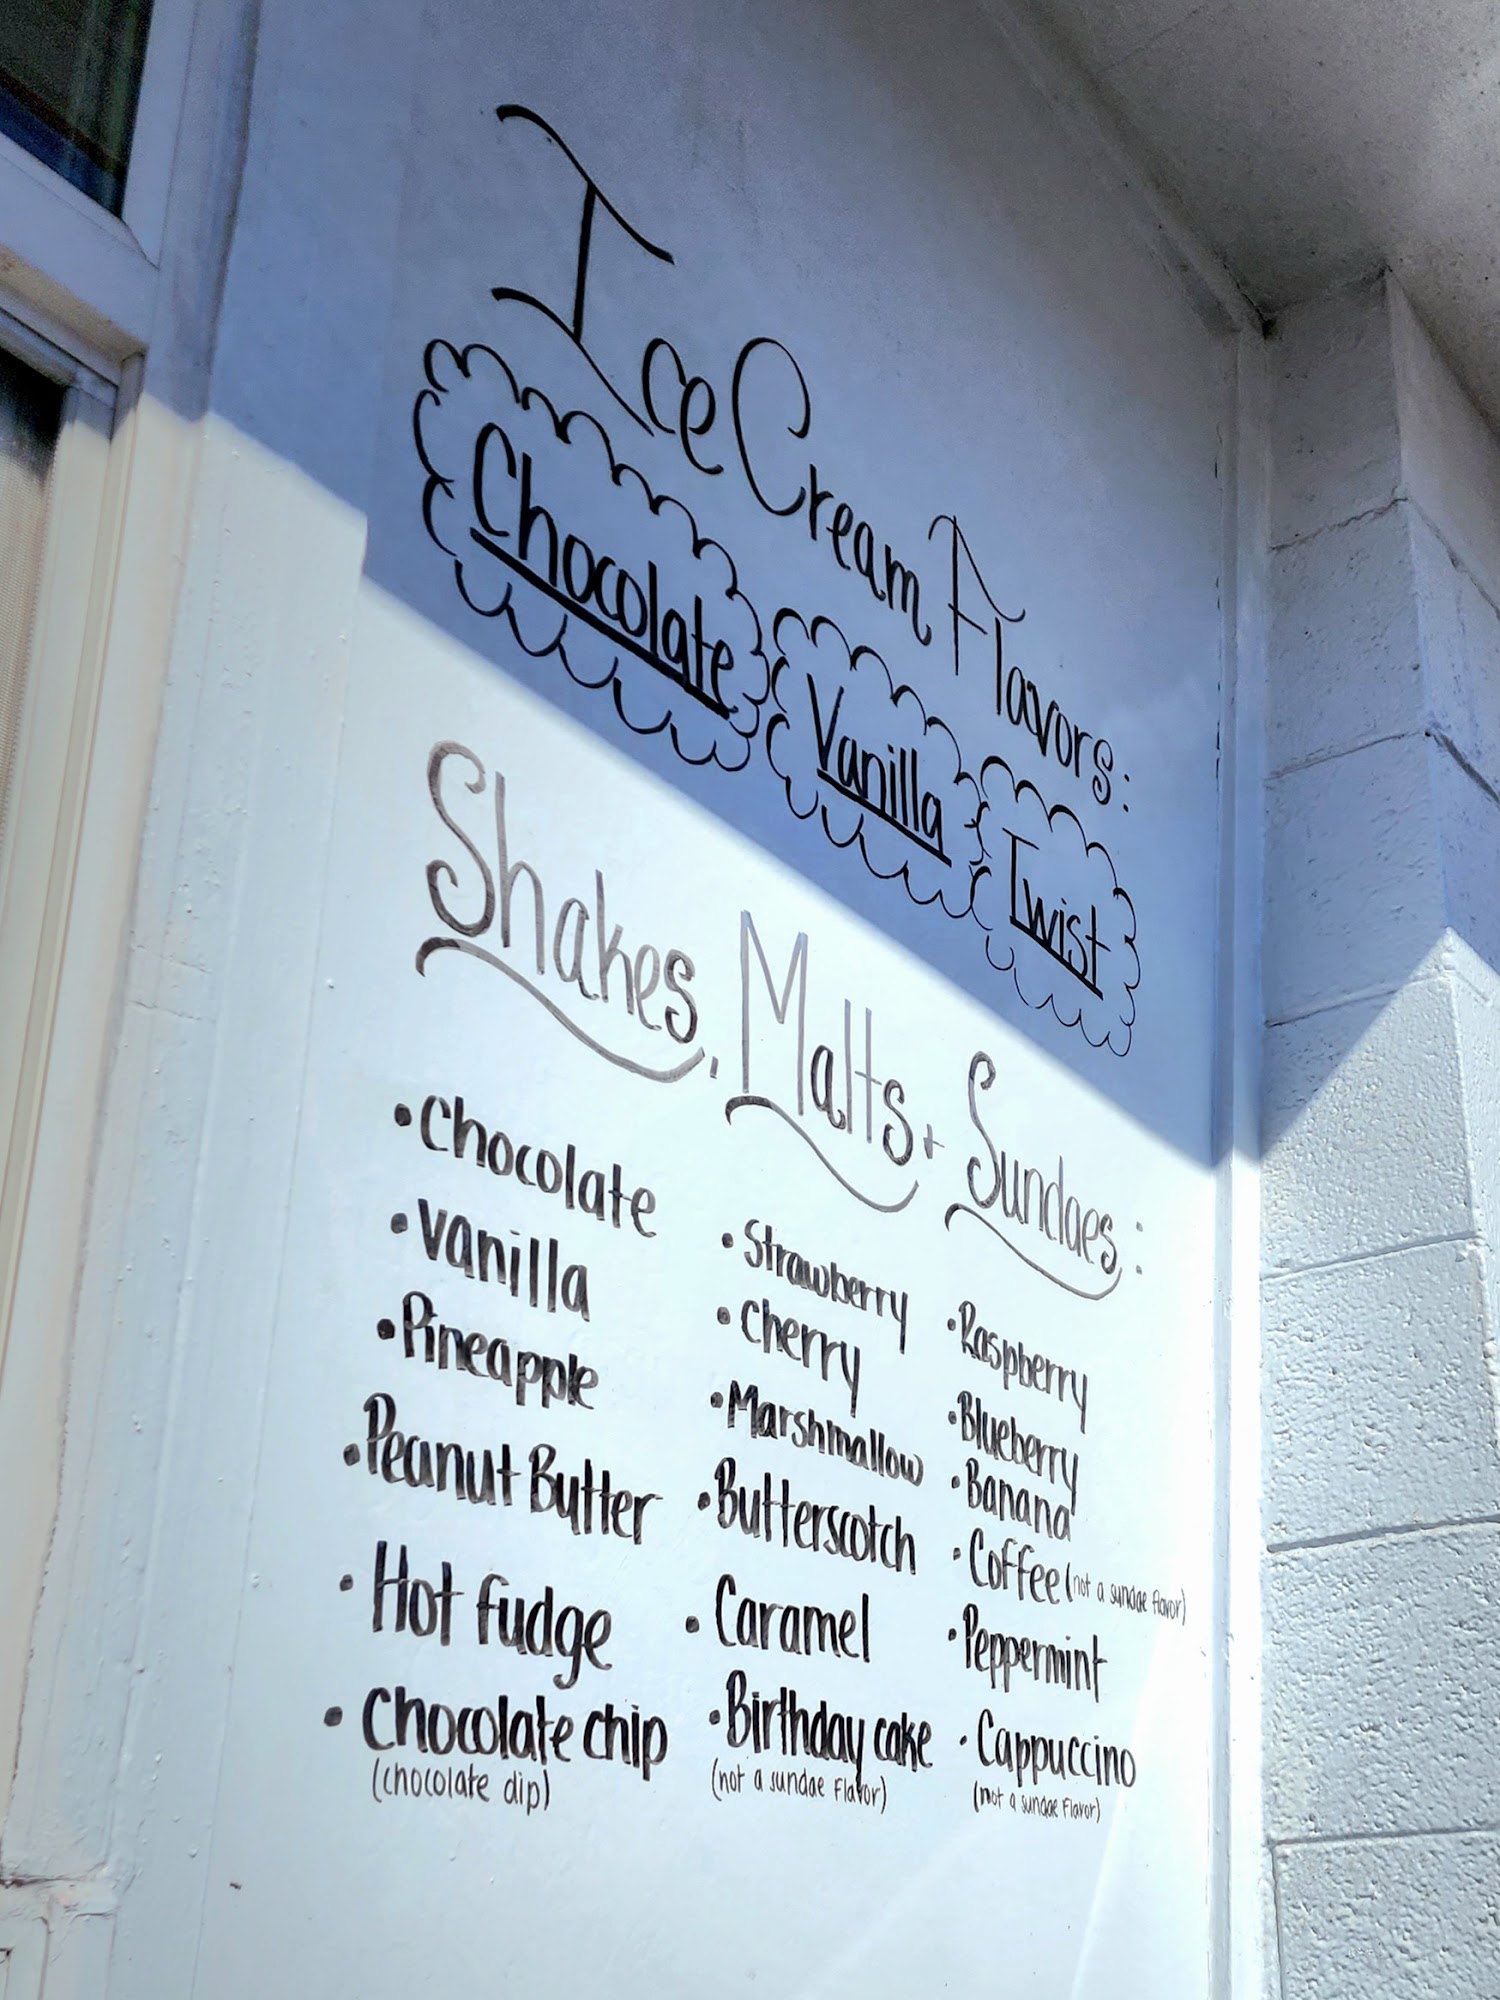 Ice Cream Flavors:
Chocolate Vanilla Twist
Shakes, Malts + Sundaes:
• Chocolate
• Vanilla
• Pineapple
• Peanut Butter
• Hot fudge
• Chocolate chip
(chocolate dip)
• Strawberry
• Cherry
• Marshmallow
• Butterscotch
• Caramel
• Birthday cake
(not a sundae flavor)
• Raspberry
• Blueberry
• Banana
• Coffee (not a sundae flavor)
• Peppermint
• Cappuccino
(not a sundae flavor)